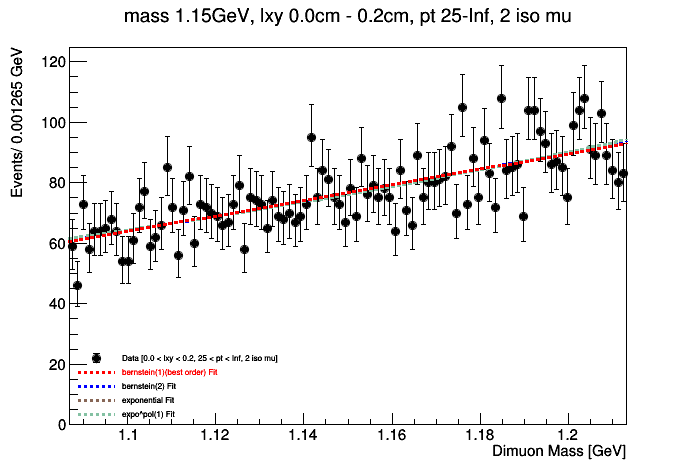 mass 1.15GeV, lxy 0.0cm - 0.2cm, pt 25-Inf, 2 iso mu
Events/ 0.001265 GeV
120
100
80
60
40
20
0
Data [0.0 < lxy < 0.2, 25 < pt < Inf, 2 iso mu]
bernstein(1)(best order) Fit
bernstein(2) Fit
exponential Fit
expo^pol(1) Fit
1.1 1.12 1.14 1.16 1.18 1.2
Dimuon Mass [GeV]